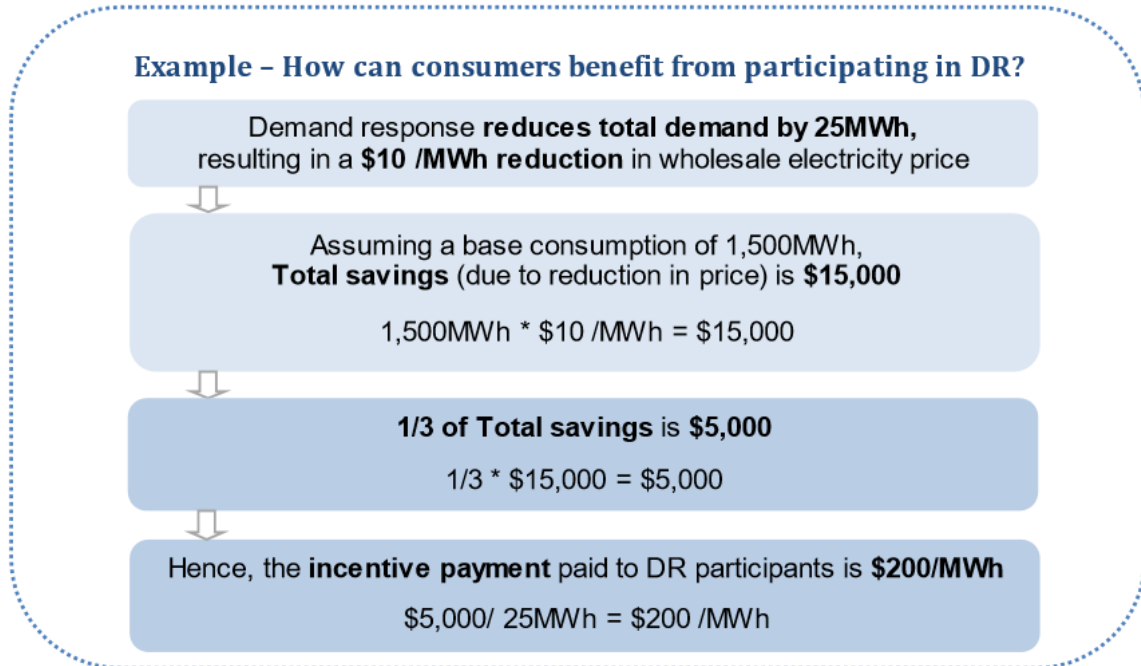 Example – How can consumers benefit from participating in DR?
Demand response reduces total demand by 25MWh,
resulting in a $10 /MWh reduction in wholesale electricity price
Assuming a base consumption of 1,500MWh,
Total savings (due to reduction in price) is $15,000
1,500MWh * $10 /MWh = $15,000
1/3 of Total savings is $5,000
1/3 * $15,000 = $5,000
Hence, the incentive payment paid to DR participants is $200/MWh
$5,000/ 25MWh = $200 /MWh